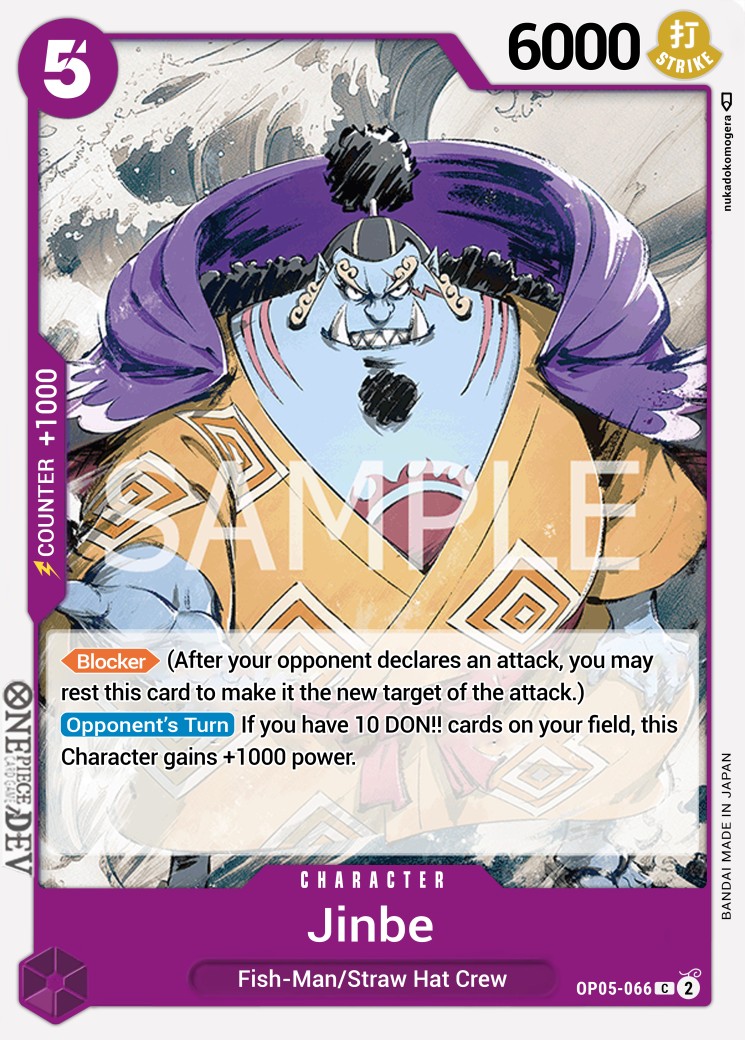 5
6000
打
STRIKE
nukadokomogera
COUNTER +1000
SAMPLE
Blocker (After your opponent declares an attack, you may
rest this card to make it the new target of the attack.)
Opponent's Turn If you have 10 DON!! cards on your field, this
Character gains +1000 power.
ONE PIECE
CARD GAME
.DEV
BANDAI MADE IN JAPAN
CHARACTER
Jinbe
Fish-Man/Straw Hat Crew
OP05-066 C 2